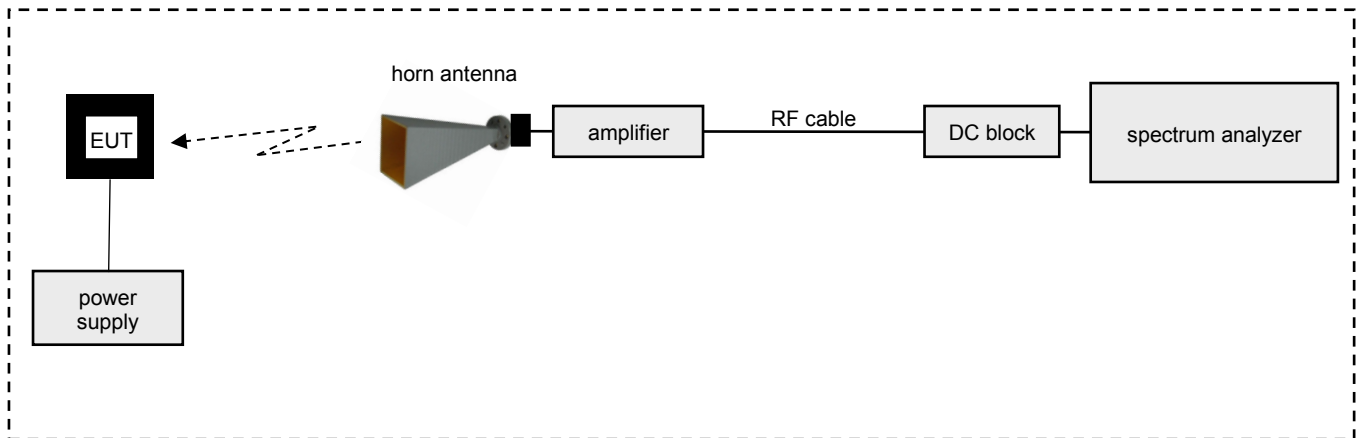 horn antenna
EUT
amplifier
RF cable
DC block
spectrum analyzer
power
supply